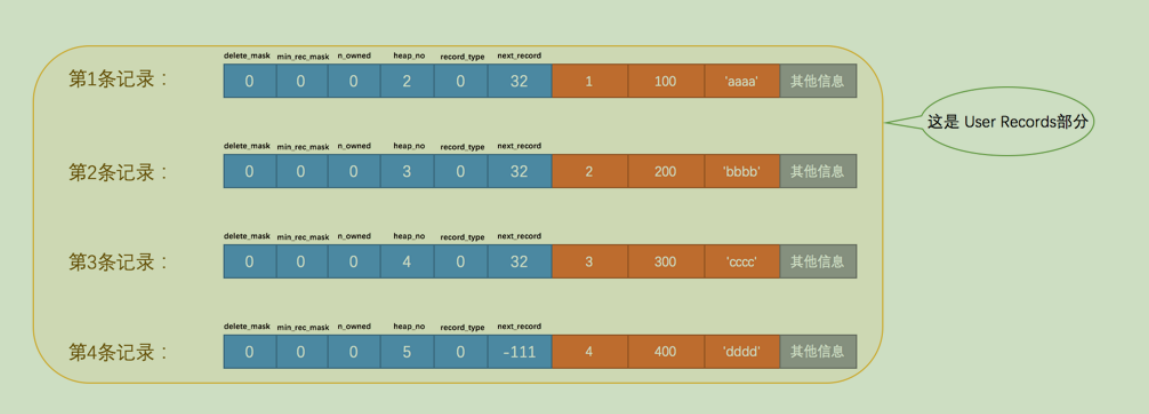 delete_mask min_rec_mask n_owned heap_no record_type next_record
第1条记录： 0 0 0 2 0 32 1 100 'aaaa' 其他信息
这是 User Records部分
delete_mask min_rec_mask n_owned heap_no record_type next_record
第2条记录： 0 0 0 3 0 32 2 200 'bbbb' 其他信息
delete_mask min_rec_mask n_owned heap_no record_type next_record
第3条记录： 0 0 0 4 0 32 3 300 'cccc' 其他信息
delete_mask min_rec_mask n_owned heap_no record_type next_record
第4条记录： 0 0 0 5 0 -111 4 400 'dddd' 其他信息